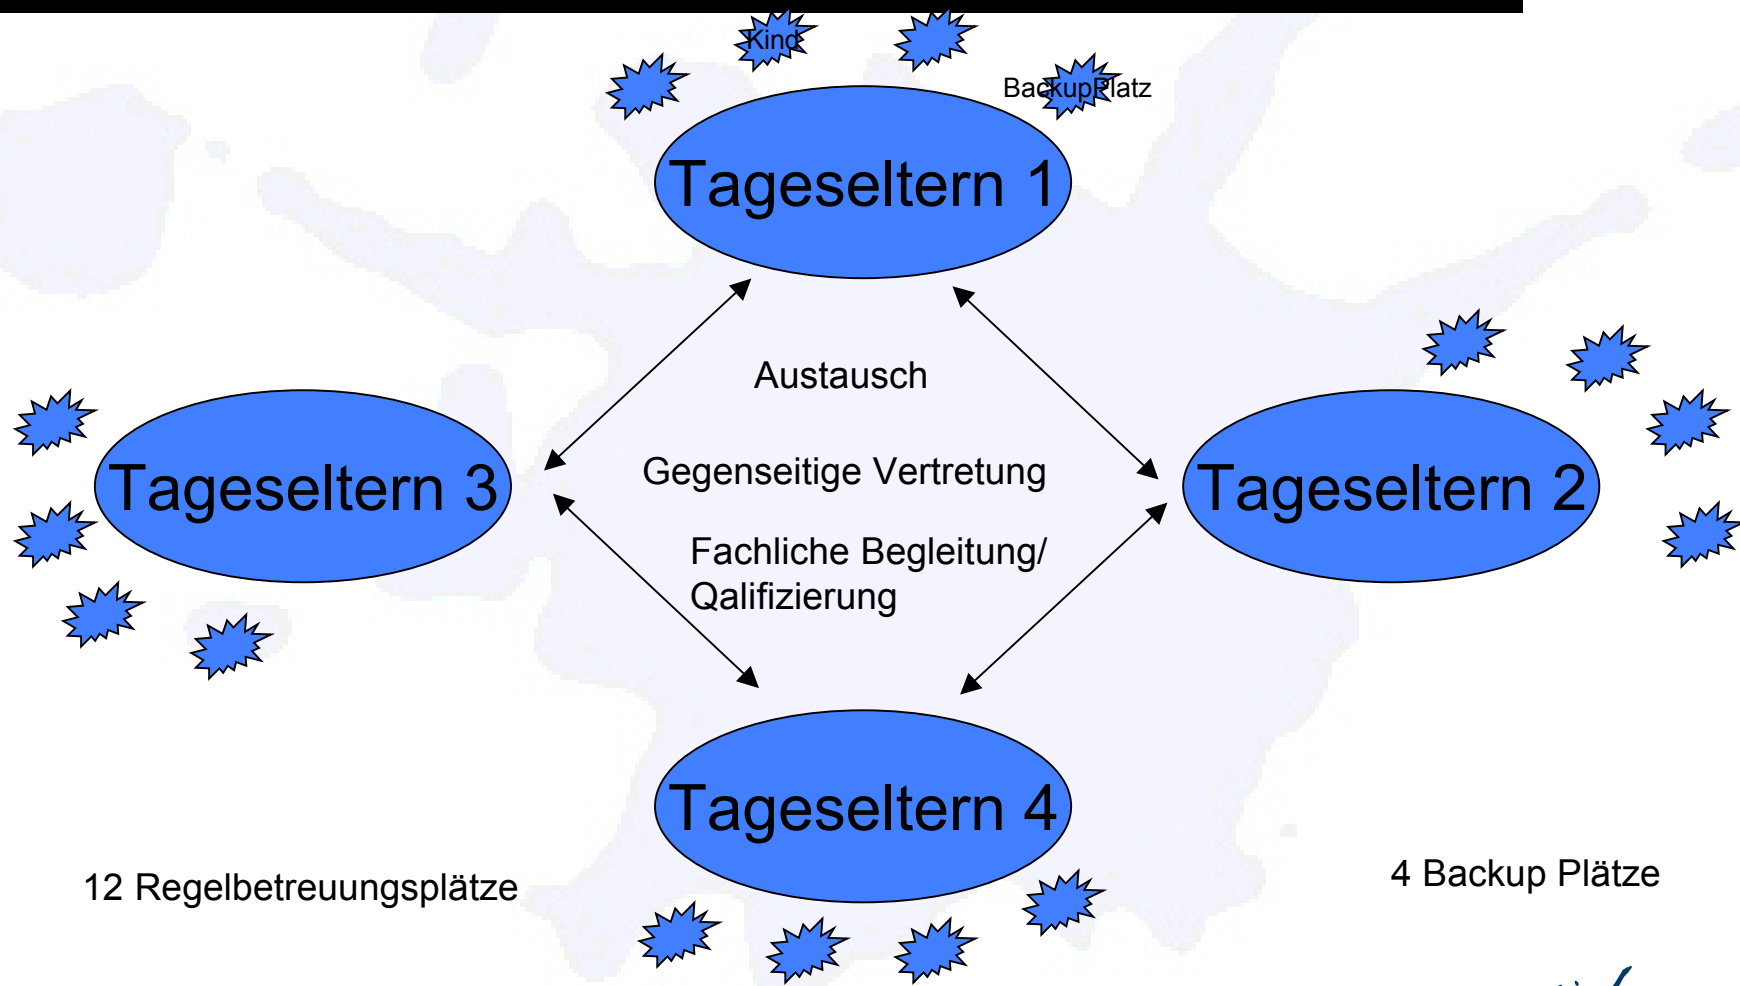 Kind
BackupPlatz
Tageseltern 1
Austausch
Tageseltern 3
Gegenseitige Vertretung
Tageseltern 2
Fachliche Begleitung/
Qalifizierung
Tageseltern 4
12 Regelbetreuungsplätze
4 Backup Plätze